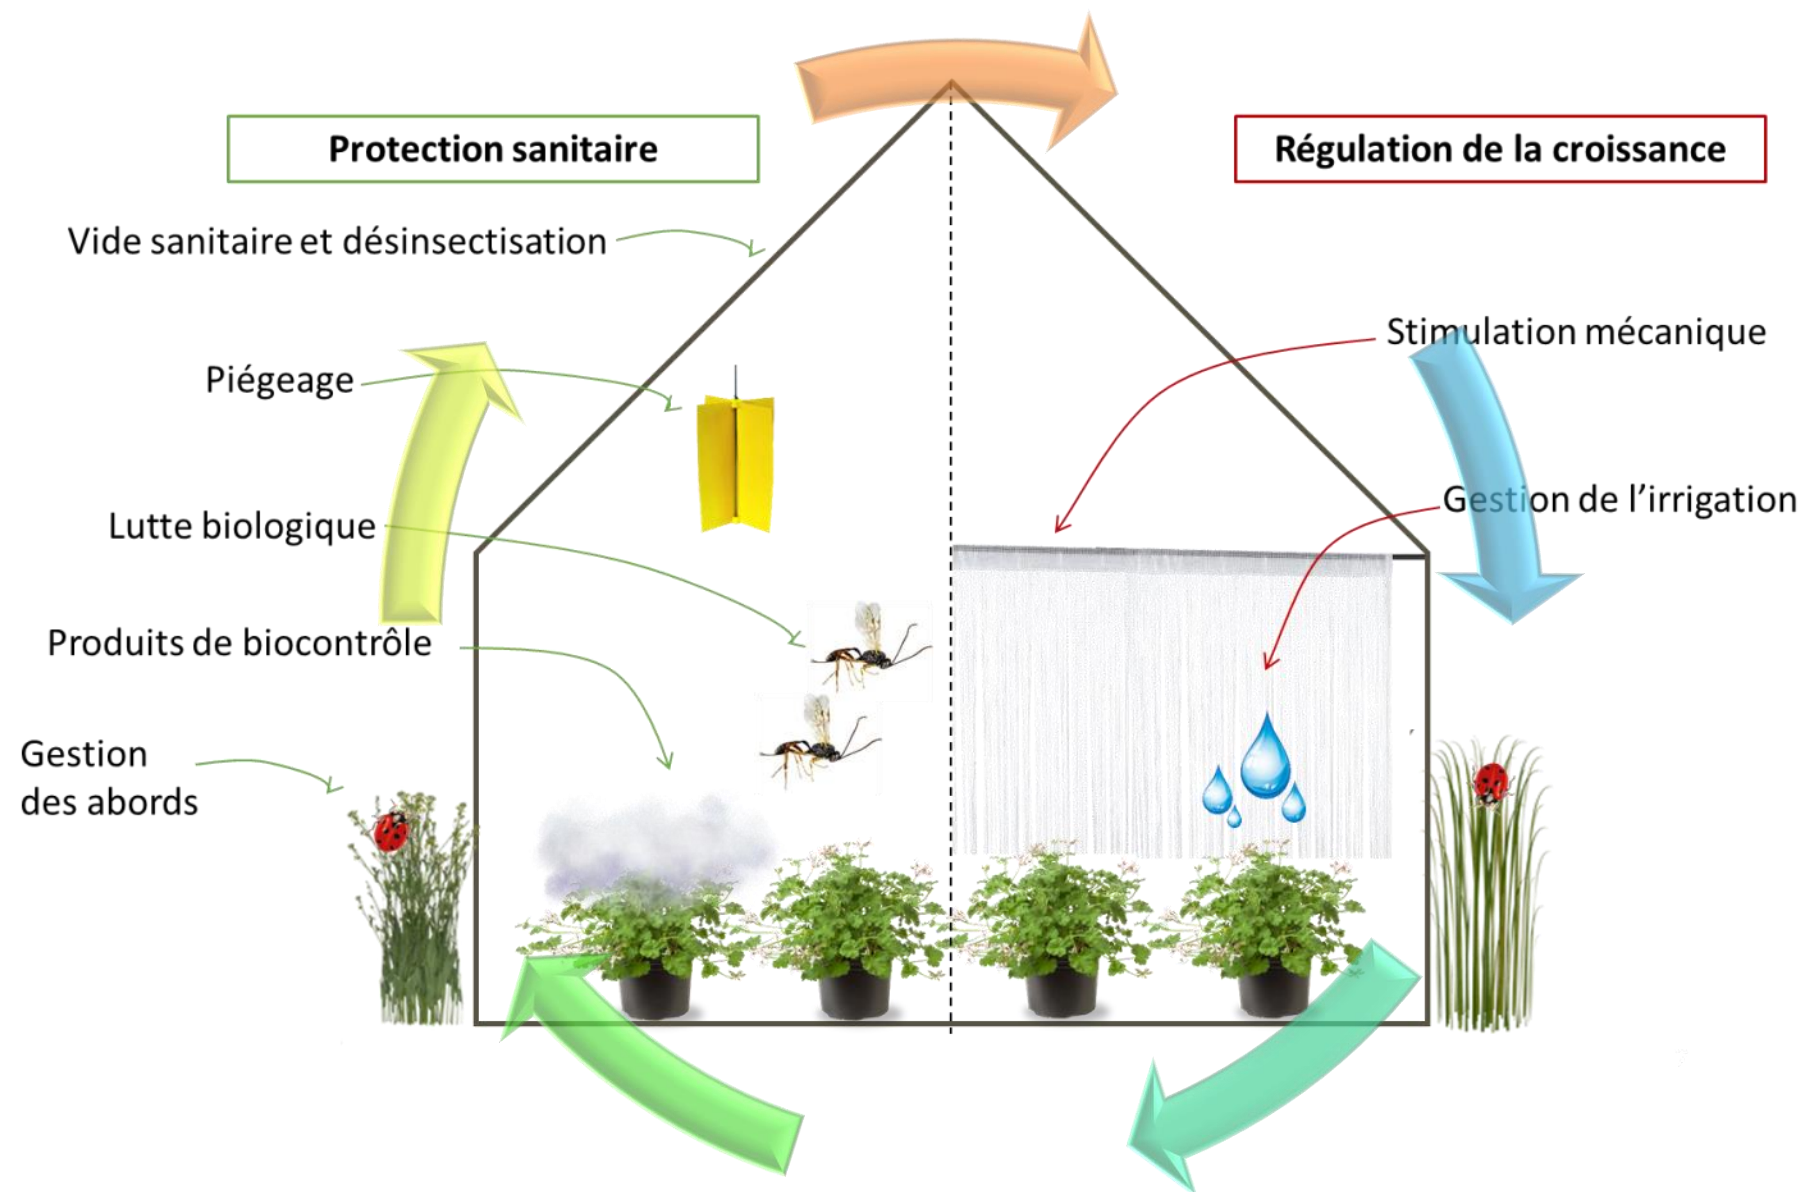 Protection sanitaire
Régulation de la croissance
Vide sanitaire et désinsectisation
Stimulation mécanique
Piégeage
Gestion de l’irrigation
Lutte biologique
Produits de biocontrôle
Gestion
des abords